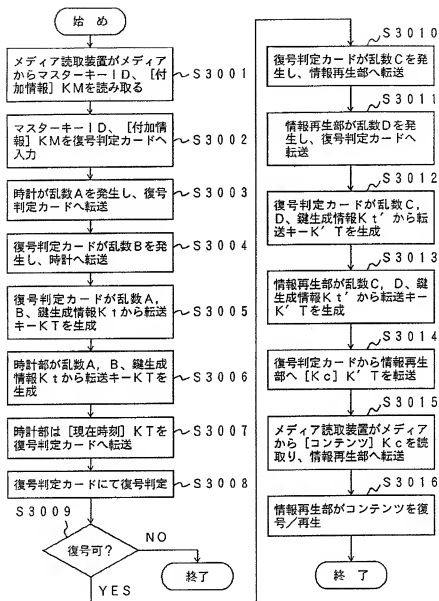 始め
メディア読取装置がメディア
からマスターキーID、[付
加情報]KMを読み取る
S3001
マスターキーID、[付加情
報]KMを復号判定カードへ
入力
S3002
時計が乱数Aを発生し、復号
判定カードへ転送
S3003
復号判定カードが乱数Bを発
生し、時計へ転送
S3004
復号判定カードが乱数A,
B、鍵生成情報Ktから転送
キーKTを生成
S3005
時計部が乱数A, B、鍵生成
情報Ktから転送キーKTを
生成
S3006
時計部は[現在時刻]KTを
復号判定カードへ転送
S3007
復号判定カードにて復号判定
S3008
S3009
復号可?
NO
終了
YES
S3010
復号判定カードが乱数Cを
発生し、情報再生部へ転送
S3011
情報再生部が乱数Dを発
生し、復号判定カードへ
転送
S3012
復号判定カードが乱数C,
D、鍵生成情報Kt'から転
送キーK'Tを生成
S3013
情報再生部が乱数C, D、鍵
生成情報Kt'から転送キー
K'Tを生成
S3014
復号判定カードから情報再生
部へ[Kc]K'Tを転送
S3015
メディア読取装置がメディア
から[コンテンツ]Kcを読
取り、情報再生部へ転送
S3016
情報再生部がコンテンツを復
号/再生
終了